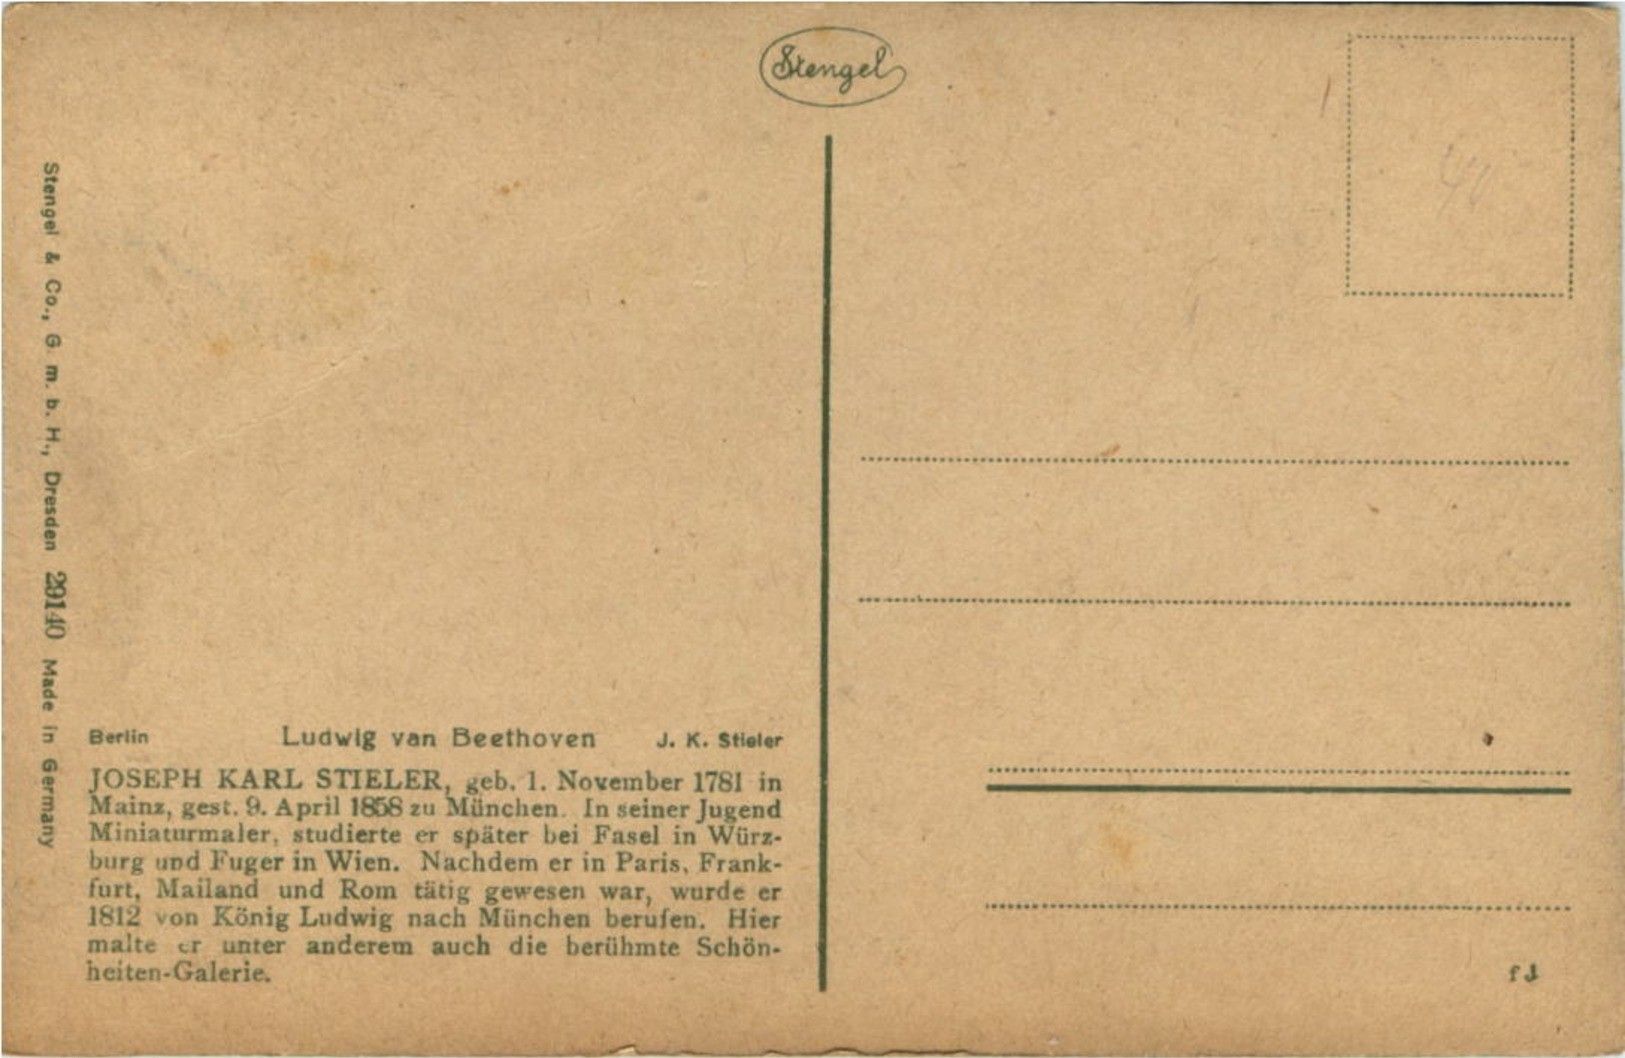 Stengel
Stengel & Co., G. m. b. H., Dresden 29140 Made in Germany
Berlin Ludwig van Beethoven J. K. Stieler
JOSEPH KARL STIELER, geb. 1. November 1781 in
Mainz, gest. 9. April 1858 zu München. In seiner Jugend
Miniaturmaler, studierte er später bei Fasel in Würz-
burg und Fuger in Wien. Nachdem er in Paris, Frank-
furt, Mailand und Rom tätig gewesen war, wurde er
1812 von König Ludwig nach München berufen. Hier
malte er unter anderem auch die berühmte Schön-
heiten-Galerie.